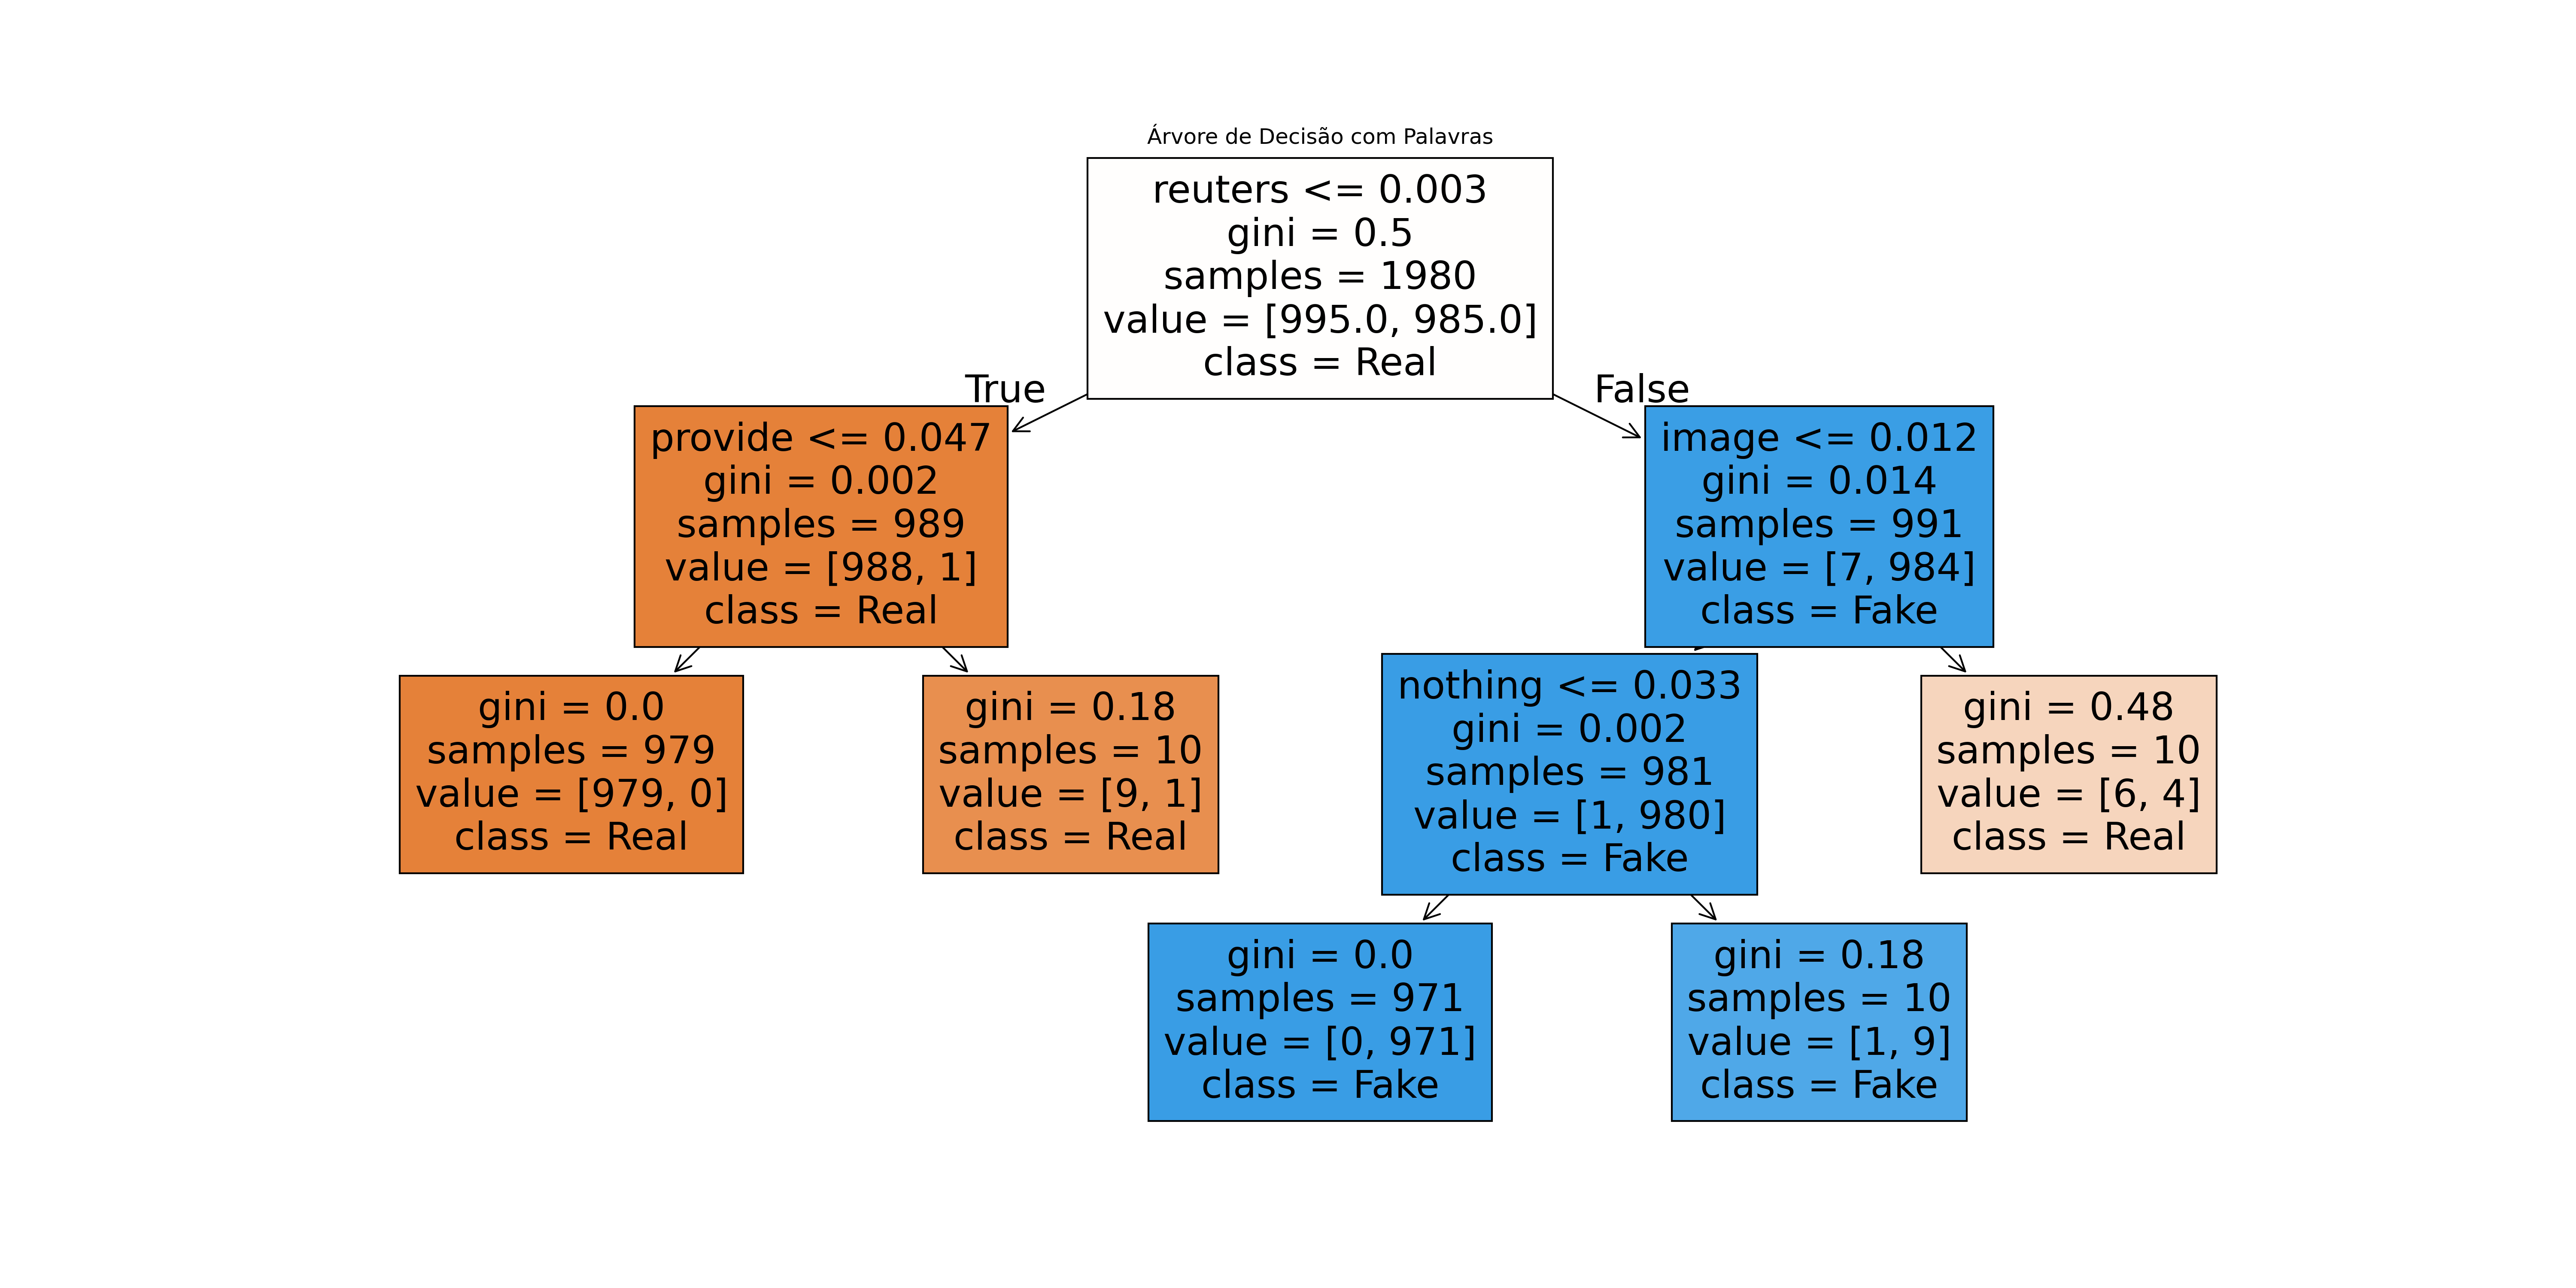 Árvore de Decisão com Palavras
reuters <= 0.003
gini = 0.5
samples = 1980
value = [995.0, 985.0]
class = Real
True
False
provide <= 0.047
gini = 0.002
samples = 989
value = [988, 1]
class = Real
image <= 0.012
gini = 0.014
samples = 991
value = [7, 984]
class = Fake
gini = 0.0
samples = 979
value = [979, 0]
class = Real
gini = 0.18
samples = 10
value = [9, 1]
class = Real
nothing <= 0.033
gini = 0.002
samples = 981
value = [1, 980]
class = Fake
gini = 0.48
samples = 10
value = [6, 4]
class = Real
gini = 0.0
samples = 971
value = [0, 971]
class = Fake
gini = 0.18
samples = 10
value = [1, 9]
class = Fake